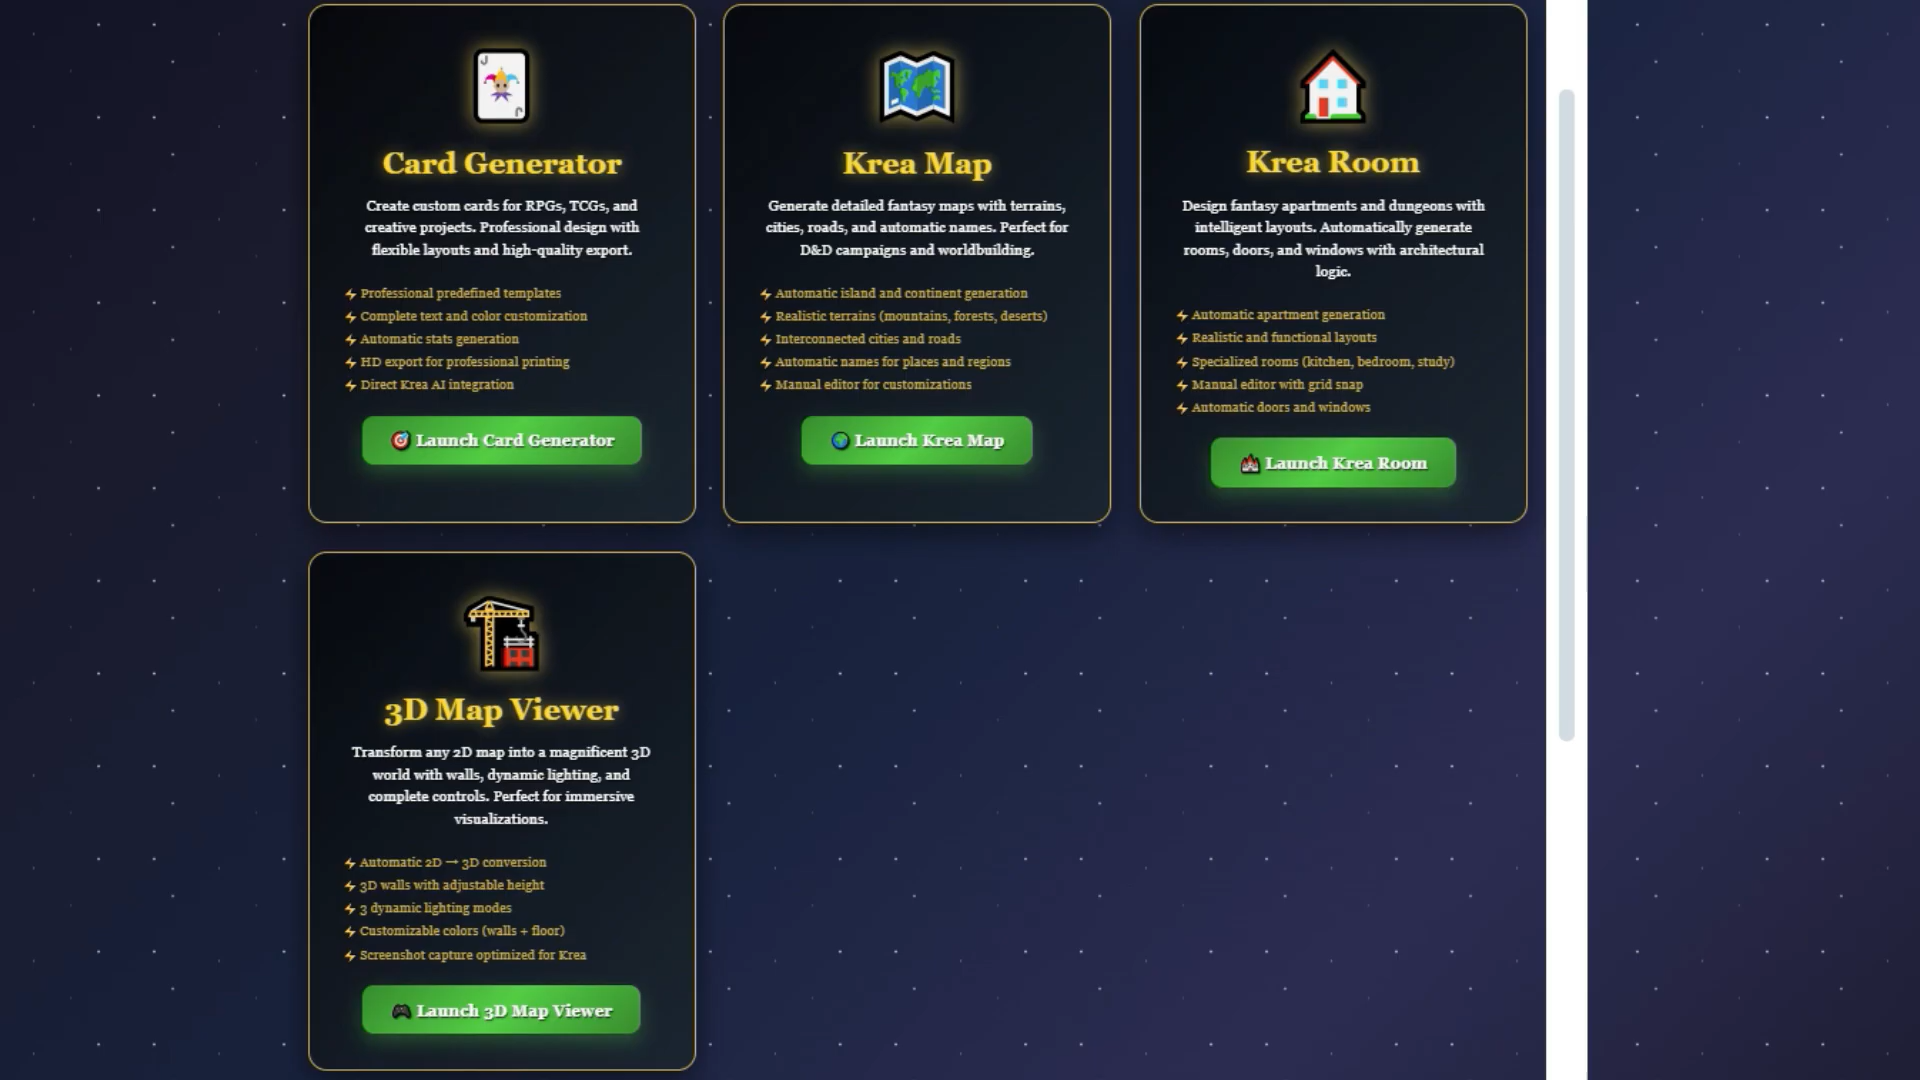 Card Generator
Create custom cards for RPGs, TCGs, and
creative projects. Professional design with
flexible layouts and high-quality export.
Professional predefined templates
Complete text and color customization
Automatic stats generation
HD export for professional printing
Direct Krea AI integration
Launch Card Generator
Krea Map
Generate detailed fantasy maps with terrains,
cities, roads, and automatic names. Perfect for
D&D campaigns and worldbuilding.
Automatic island and continent generation
Realistic terrains (mountains, forests, deserts)
Interconnected cities and roads
Automatic names for places and regions
Manual editor for customizations
Launch Krea Map
Krea Room
Design fantasy apartments and dungeons with
intelligent layouts. Automatically generate
rooms, doors, and windows with architectural
logic.
Automatic apartment generation
Realistic and functional layouts
Specialized rooms (kitchen, bedroom, study)
Manual editor with grid snap
Automatic doors and windows
Launch Krea Room
3D Map Viewer
Transform any 2D map into a magnificent 3D
world with walls, dynamic lighting, and
complete controls. Perfect for immersive
visualizations.
Automatic 2D → 3D conversion
3D walls with adjustable height
3 dynamic lighting modes
Customizable colors (walls + floor)
Screenshot capture optimized for Krea
Launch 3D Map Viewer